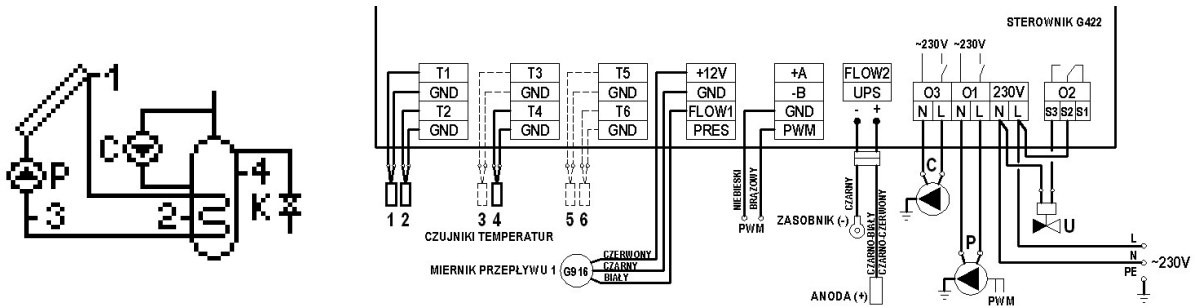 1
C
P
4
K
3
2
STEROWNIK G422
~230V ~230V
T1 T3 T5 +12V +A FLOW2 O3 O1 230V O2
GND GND GND GND -B UPS N L N L N L S3 S2 S1
T2 T4 T6 FLOW1 GND - +
GND GND GND PRES PWM
NIEBIESKI
BRĄZOWY
CZARNY
CZARNO-BIAŁY
CZARNO-CZERWONY
C
1 2 3 4 5 6
PWM
ZASOBNIK (-)
U
CZUJNIKI TEMPERATUR
P
L
CZERWONY
N
~230V
MIERNIK PRZEPŁYWU 1 G916 CZARNY
PE
BIAŁY
ANODA (+)
PWM